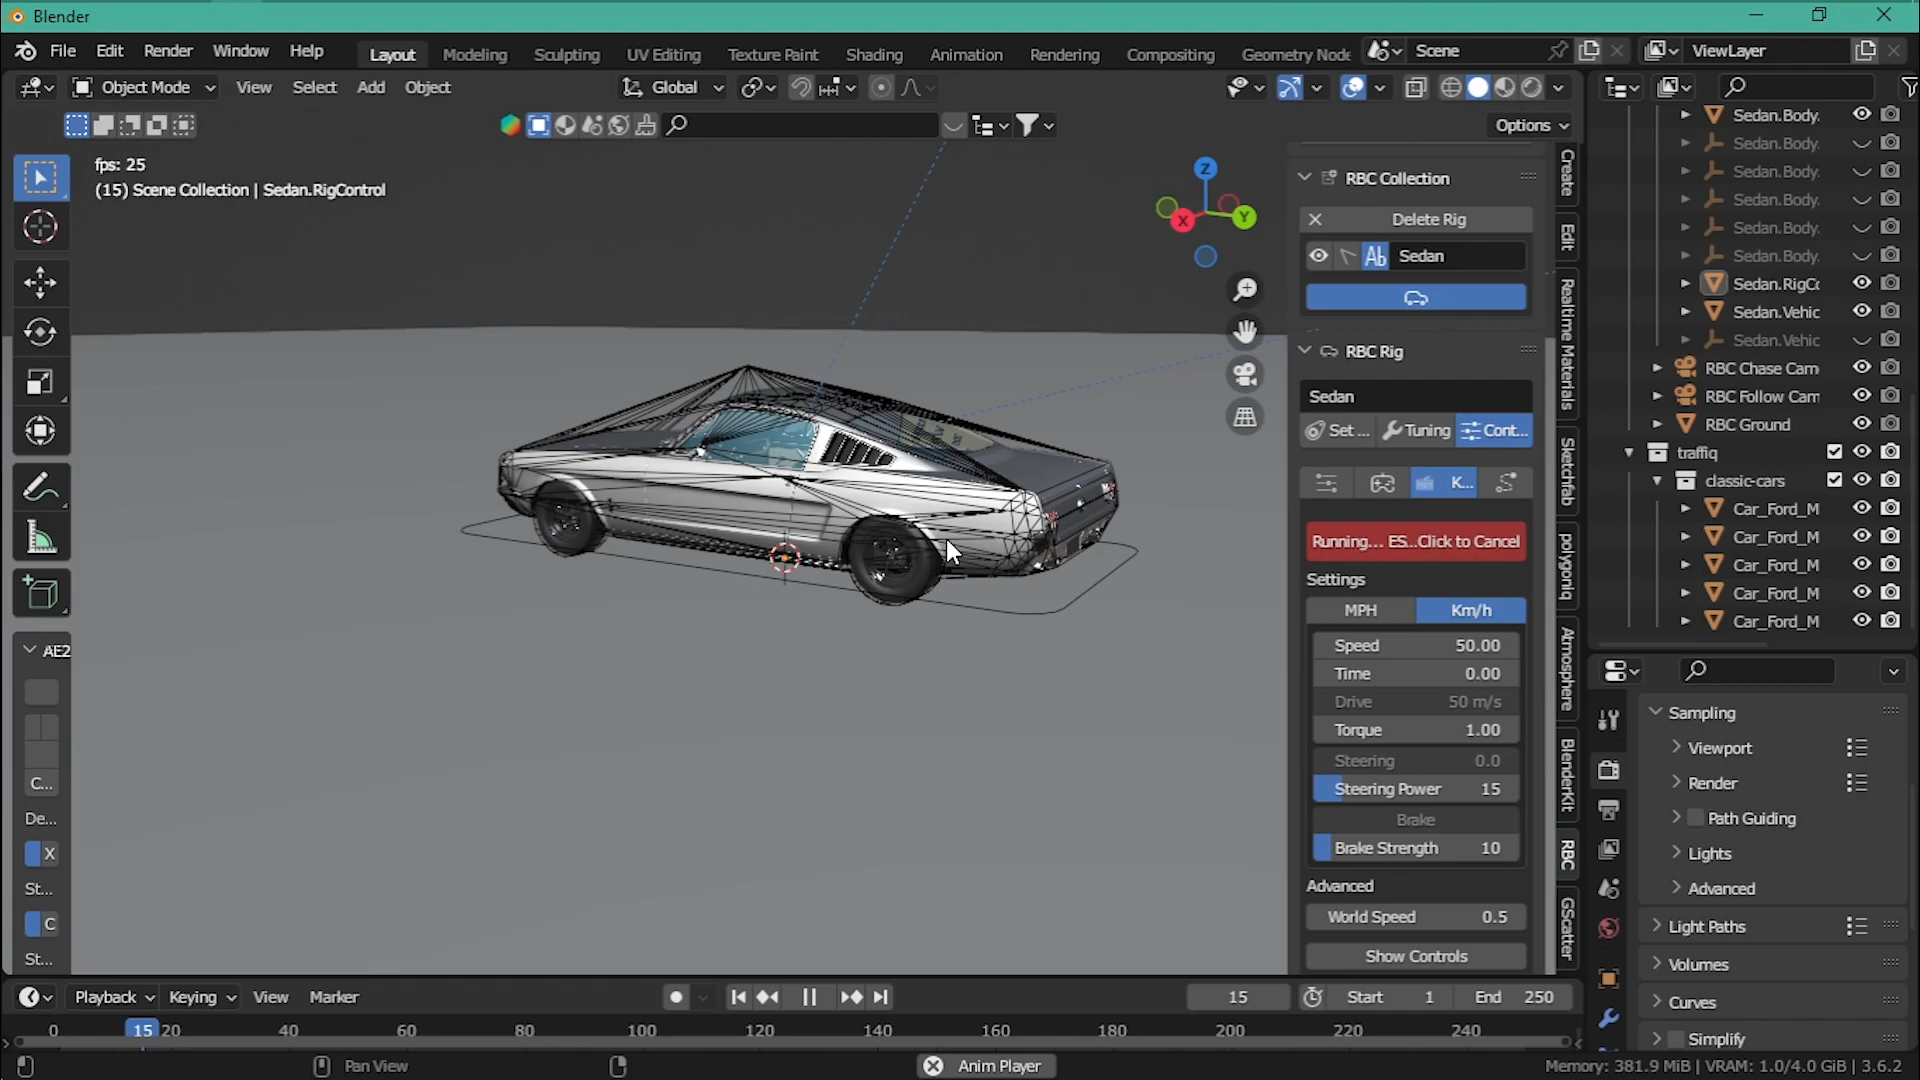 Blender
File Edit Render Window Help Layout Modeling Sculpting UV Editing Texture Paint Shading Animation Rendering Compositing Geometry Node Scene ViewLayer
Object Mode View Select Add Object Global
Options
fps: 25
(15) Scene Collection | Sedan.RigControl
Z
X
Y
RBC Collection
Delete Rig
Ab Sedan
RBC Rig
Sedan
Set ... Tuning Cont...
K...
Running... ES...Click to Cancel
Settings
MPH Km/h
Speed 50.00
Time 0.00
Drive 50 m/s
Torque 1.00
Steering 0.0
Steering Power 15
Brake
Brake Strength 10
Advanced
World Speed 0.5
Show Controls
Create
Edit
Realtime Materials
Sketchfab
polygoniq
Atmosphere
BlenderKit
RBC
GScatter
Sedan.Body.
Sedan.Body.
Sedan.Body.
Sedan.Body.
Sedan.Body.
Sedan.Body.
Sedan.RigCo
Sedan.Vehic
Sedan.Vehic
RBC Chase Cam
RBC Follow Cam
RBC Ground
traffiq
classic-cars
Car_Ford_M
Car_Ford_M
Car_Ford_M
Car_Ford_M
Car_Ford_M
Sampling
Viewport
Render
Path Guiding
Lights
Advanced
Light Paths
Volumes
Curves
Simplify
AE2
C...
De...
X
St...
C
St...
Playback Keying View Marker 15 Start 1 End 250
0 15 20 40 60 80 100 120 140 160 180 200 220 240
Pan View Anim Player Memory: 381.9 MiB | VRAM: 1.0/4.0 GiB | 3.6.2